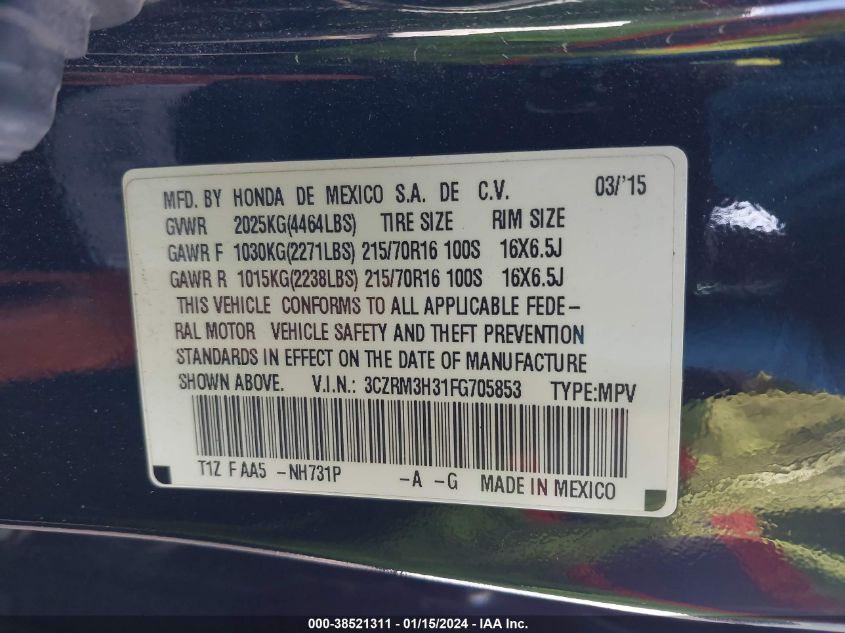 MFD. BY HONDA DE MEXICO S.A. DE C.V. 03/'15
GVWR 2025KG(4464LBS) TIRE SIZE RIM SIZE
GAWR F 1030KG(2271LBS) 215/70R16 100S 16X6.5J
GAWR R 1015KG(2238LBS) 215/70R16 100S 16X6.5J
THIS VEHICLE CONFORMS TO ALL APPLICABLE FEDE-
RAL MOTOR VEHICLE SAFETY AND THEFT PREVENTION
STANDARDS IN EFFECT ON THE DATE OF MANUFACTURE
SHOWN ABOVE. V.I.N.: 3CZRM3H31FG705853 TYPE:MPV
T1Z F AA5 -NH731P -A -G MADE IN MEXICO
000-38521311 - 01/15/2024 - IAA Inc.